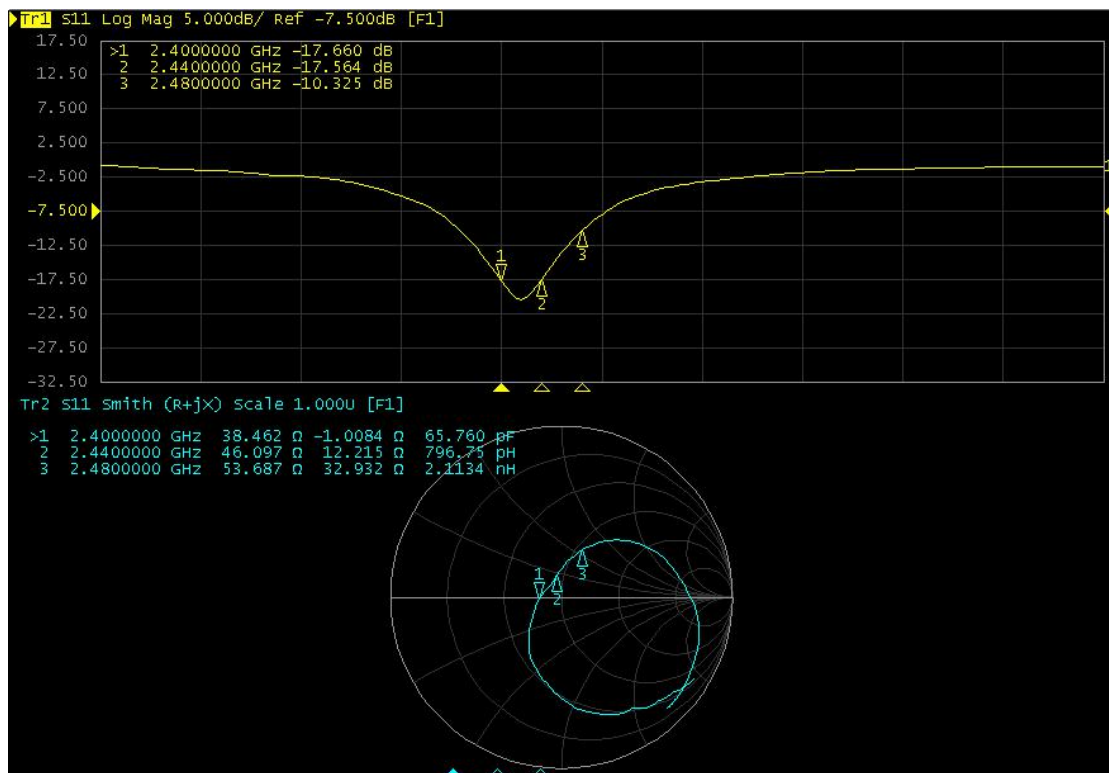 Tr1 S11 Log Mag 5.000dB/ Ref -7.500dB [F1]
17.50
>1 2.4000000 GHz -17.660 dB
2 2.4400000 GHz -17.564 dB
3 2.4800000 GHz -10.325 dB
12.50
7.500
2.500
-2.500
1
-7.500
-12.50
1
3
-17.50
2
-22.50
-27.50
-32.50
Tr2 S11 Smith (R+jX) Scale 1.000U [F1]
>1 2.4000000 GHz 38.462 Ω -1.0084 Ω 65.760 pF
2 2.4400000 GHz 46.097 Ω 12.215 Ω 796.75 pH
3 2.4800000 GHz 53.687 Ω 32.932 Ω 2.1134 nH
1
3
2